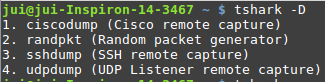 jui@jui-Inspiron-14-3467 ~ $ tshark -D
1. ciscodump (Cisco remote capture)
2. randpkt (Random packet generator)
3. sshdump (SSH remote capture)
4. udpdump (UDP Listener remote capture)